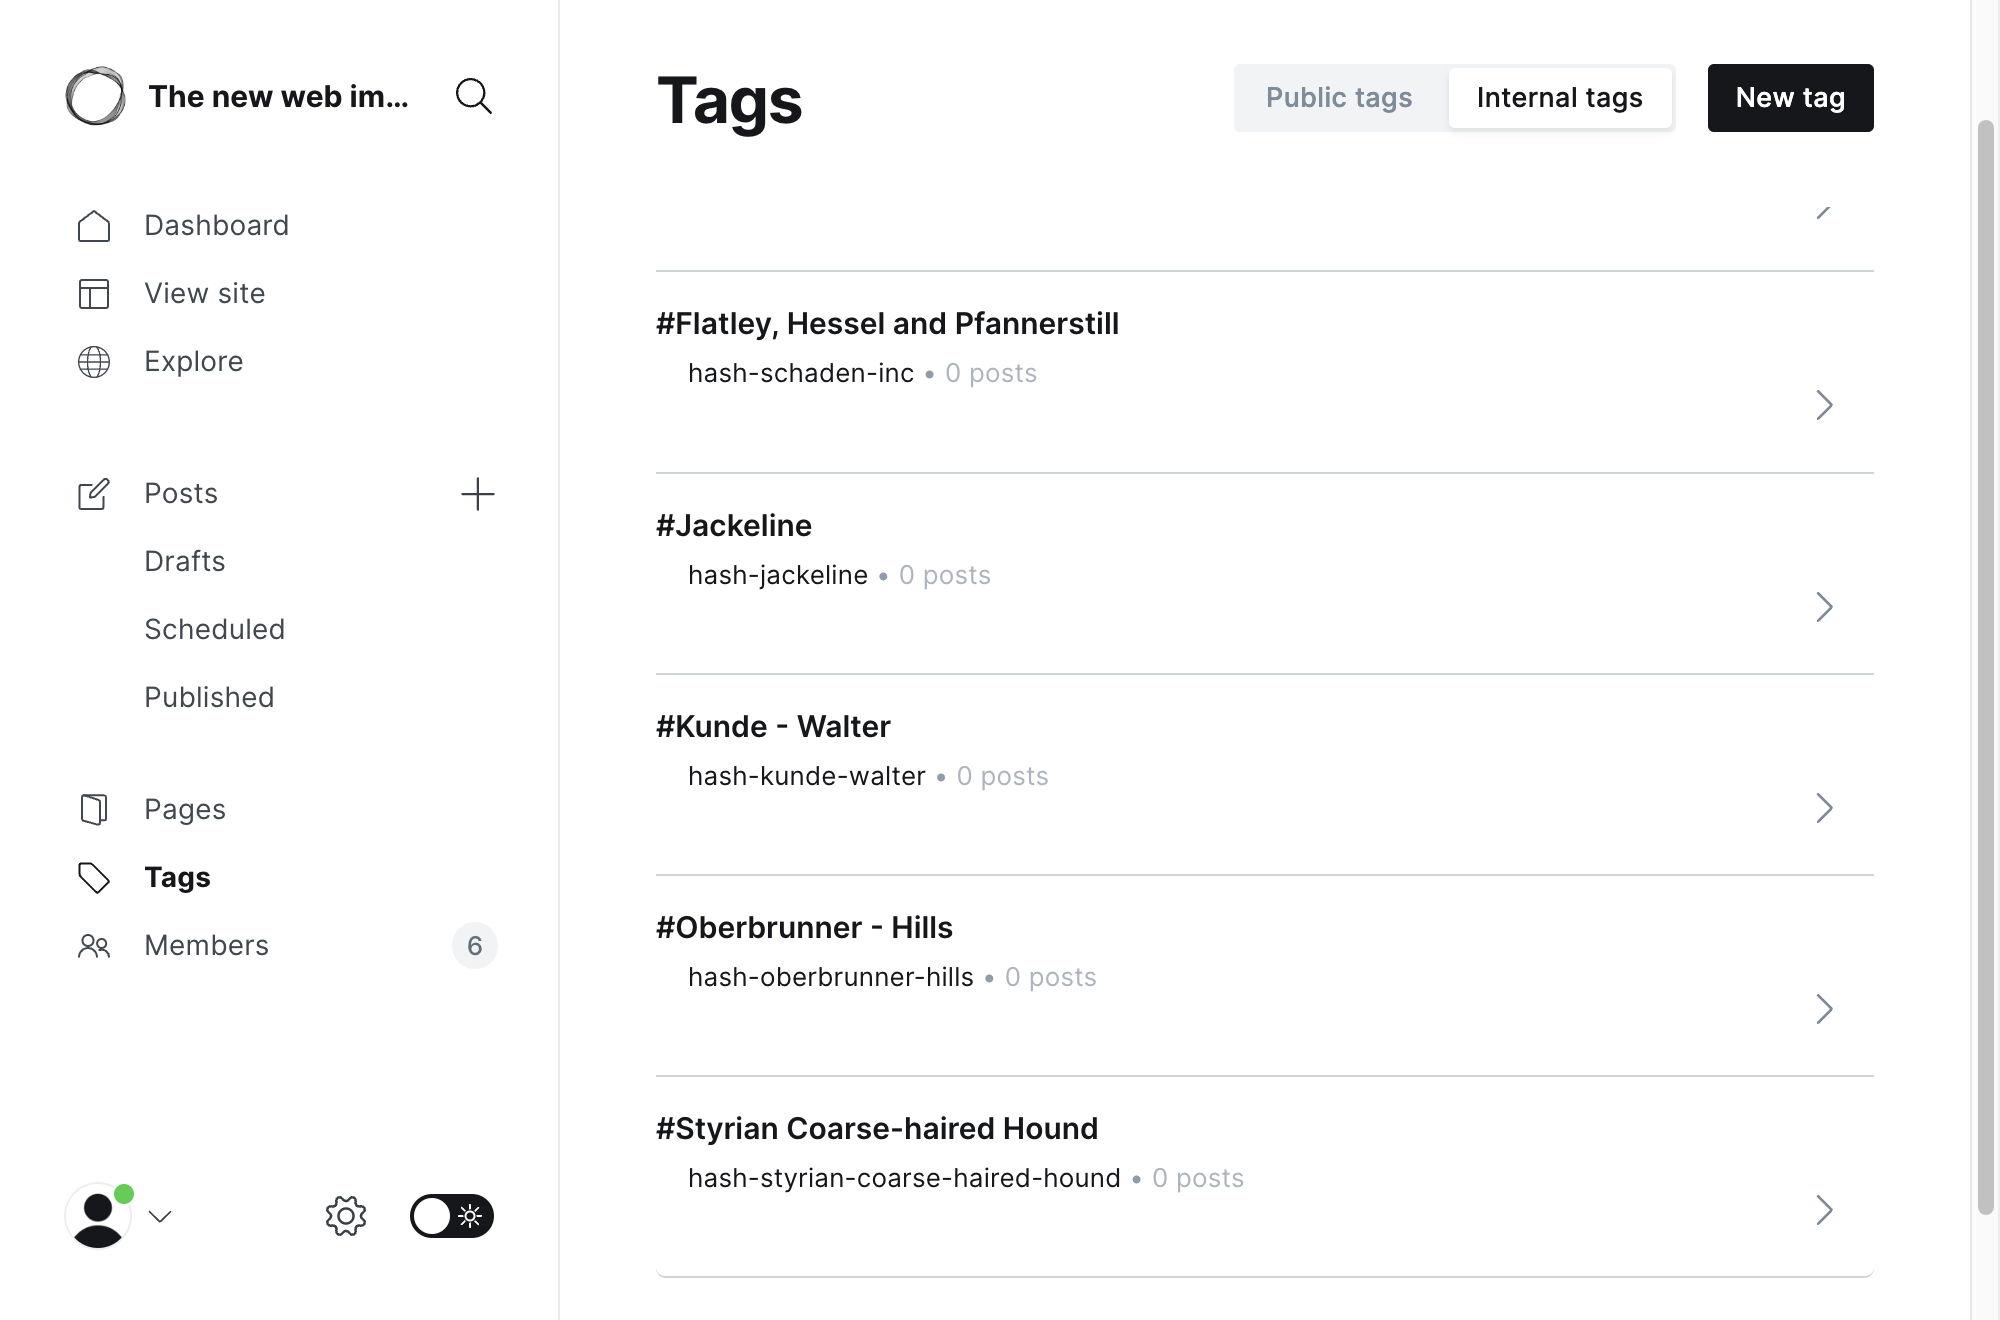 The new web im...
Dashboard
View site
Explore
Posts
Drafts
Scheduled
Published
Pages
Tags
Members
6
Tags
Public tags
Internal tags
New tag
#Flatley, Hessel and Pfannerstill
hash-schaden-inc • 0 posts
#Jackeline
hash-jackeline • 0 posts
#Kunde - Walter
hash-kunde-walter • 0 posts
#Oberbrunner - Hills
hash-oberbrunner-hills • 0 posts
#Styrian Coarse-haired Hound
hash-styrian-coarse-haired-hound • 0 posts